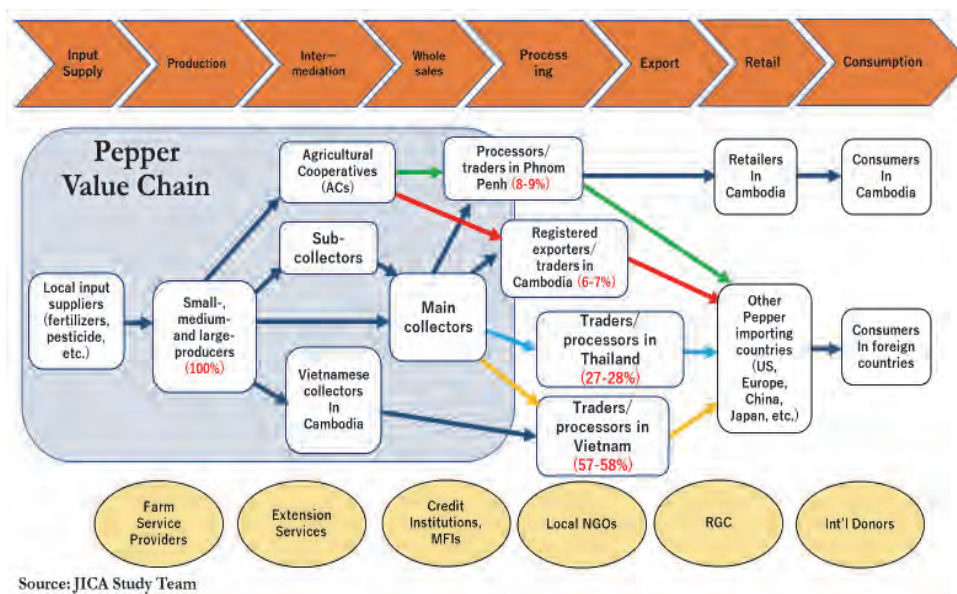 Input
Supply
Production
Inter-
mediation
Whole
sales
Process
ing
Export
Retail
Consumption
Pepper
Value Chain
Local input
suppliers
(fertilizers,
pesticide,
etc.)
Small-,
medium-
and large-
producers
(100%)
Agricultural
Cooperatives
(ACs)
Sub-
collectors
Vietnamese
collectors
In
Cambodia
Main
collectors
Processors/
traders in Phnom
Penh (8-9%)
Registered
exporters/
traders in
Cambodia (6-7%)
Traders/
processors in
Thailand
(27-28%)
Traders/
processors in
Vietnam
(57-58%)
Retailers
In
Cambodia
Consumers
In
Cambodia
Other
Pepper
importing
countries
(US,
Europe,
China,
Japan, etc.)
Consumers
In foreign
countries
Farm
Service
Providers
Extension
Services
Credit
Institutions,
MFIs
Local NGOs
RGC
Int'l Donors
Source: JICA Study Team